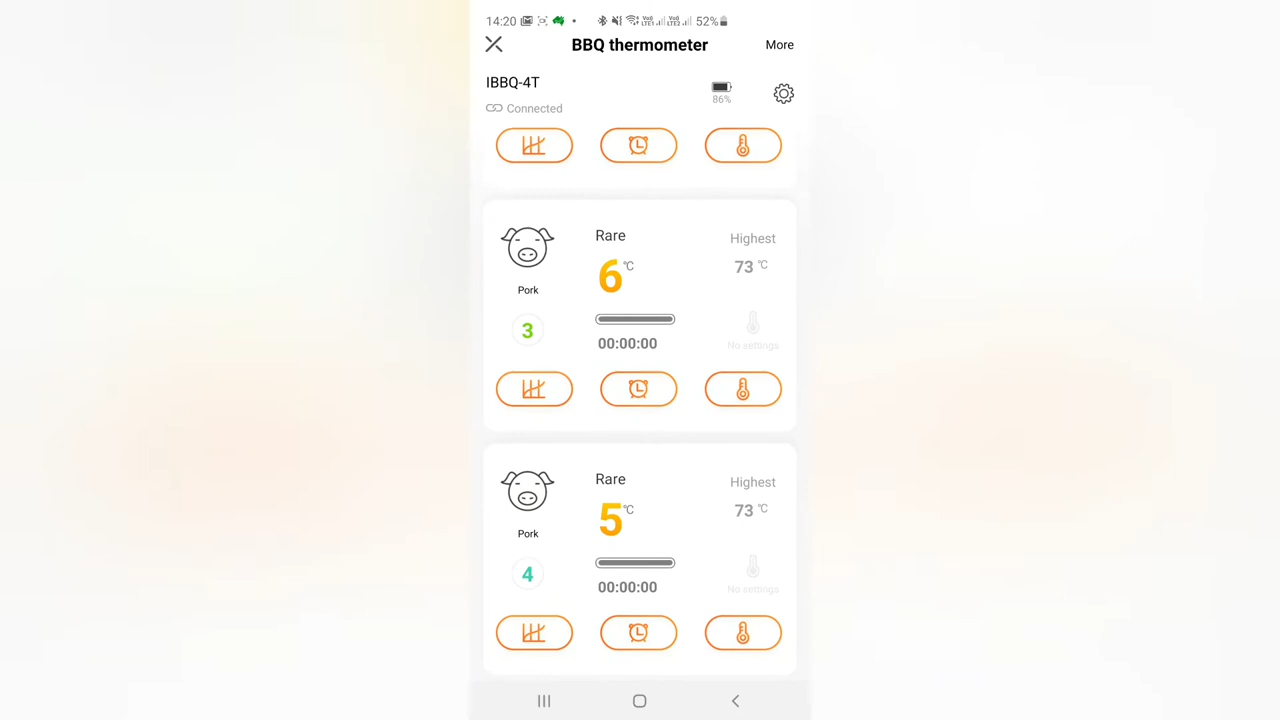 14:20 52%
BBQ thermometer More
IBBQ-4T
86%
Connected
Rare
Highest
6 °C
73 °C
Pork
3
00:00:00
No settings
Rare
Highest
5 °C
73 °C
Pork
4
00:00:00
No settings